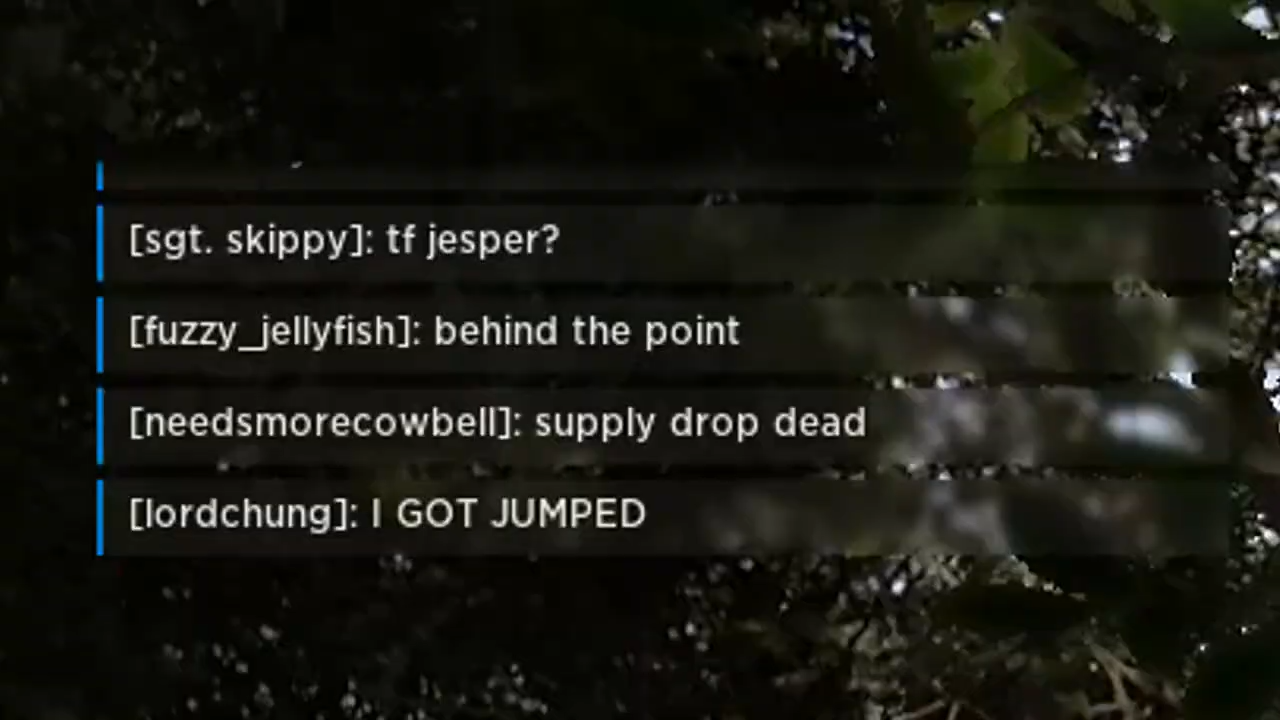 [sgt. skippy]: tf jesper?
[fuzzy_jellyfish]: behind the point
[needsmorecowbell]: supply drop dead
[lordchung]: I GOT JUMPED